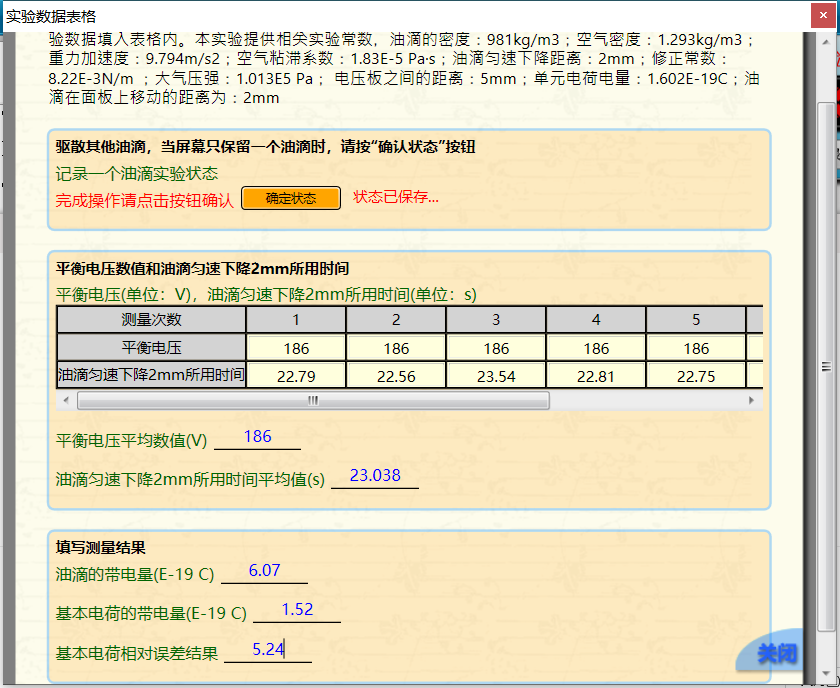 实验数据表格
验数据填入表格内。本实验提供相关实验常数，油滴的密度：981kg/m3；空气密度：1.293kg/m3；
重力加速度：9.794m/s2；空气粘滞系数：1.83E-5 Pa·s；油滴匀速下降距离：2mm；修正常数：
8.22E-3N/m ；大气压强：1.013E5 Pa； 电压板之间的距离：5mm；单元电荷电量：1.602E-19C；油
滴在面板上移动的距离为：2mm
驱散其他油滴，当屏幕只保留一个油滴时，请按“确认状态”按钮
记录一个油滴实验状态
完成操作请点击按钮确认 确定状态 状态已保存...
平衡电压数值和油滴匀速下降2mm所用时间
平衡电压(单位：V)，油滴匀速下降2mm所用时间(单位：s)
测量次数 1 2 3 4 5
平衡电压 186 186 186 186 186
油滴匀速下降2mm所用时间 22.79 22.56 23.54 22.81 22.75
平衡电压平均数值(V) 186
油滴匀速下降2mm所用时间平均值(s) 23.038
填写测量结果
油滴的带电量(E-19 C) 6.07
基本电荷的带电量(E-19 C) 1.52
基本电荷相对误差结果 5.24
关闭